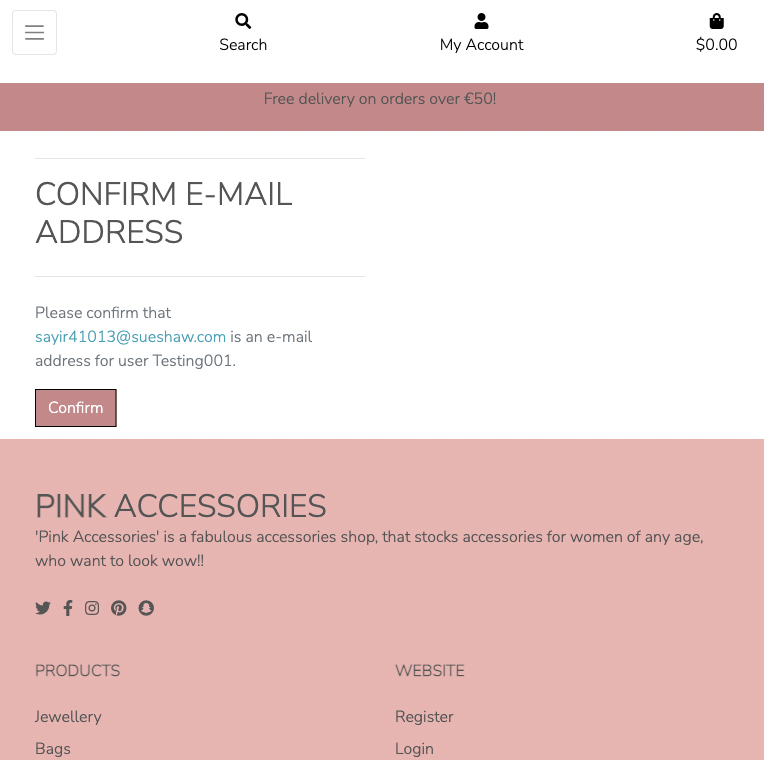 Search
My Account
$0.00
Free delivery on orders over €50!
CONFIRM E-MAIL
ADDRESS
Please confirm that
sayir41013@sueshaw.com is an e-mail
address for user Testing001.
Confirm
PINK ACCESSORIES
'Pink Accessories' is a fabulous accessories shop, that stocks accessories for women of any age,
who want to look wow!!
PRODUCTS
WEBSITE
Jewellery
Register
Bags
Login